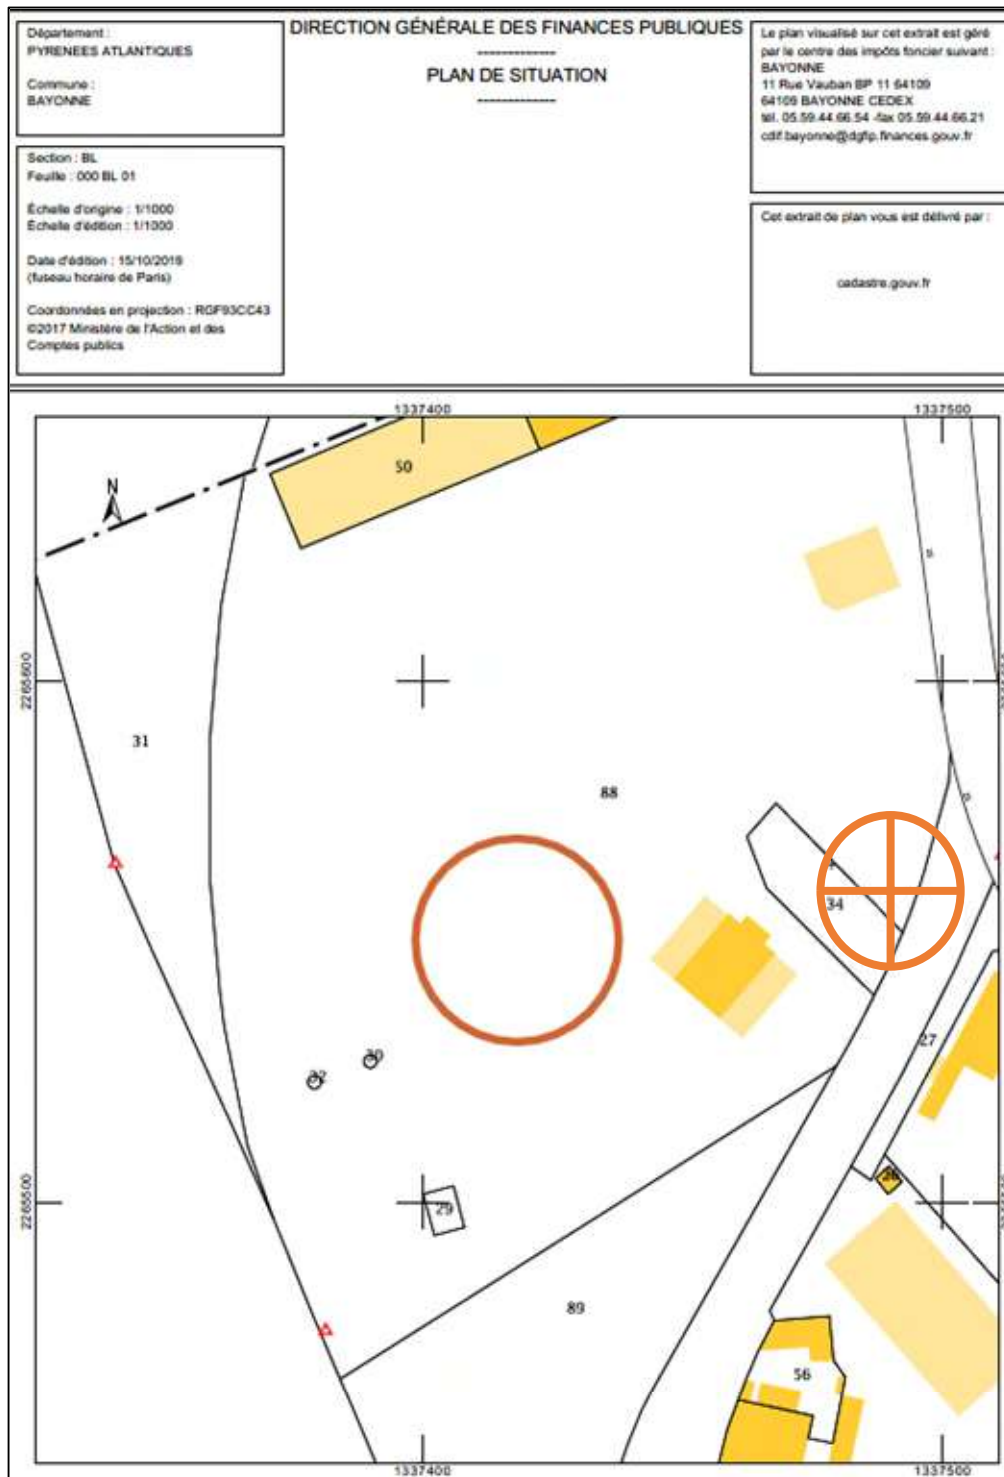 Département :
PYRENEES ATLANTIQUES
Commune :
BAYONNE
Section : BL
Feuille : 000 BL 01
Échelle d'origine : 1/1000
Échelle d'édition : 1/1000
Date d'édition : 15/10/2019
(fuseau horaire de Paris)
Coordonnées en projection : RGF93CC43
©2017 Ministère de l'Action et des
Comptes publics
DIRECTION GÉNÉRALE DES FINANCES PUBLIQUES
-------------
PLAN DE SITUATION
-------------
Le plan visualisé sur cet extrait est géré
par le centre des impôts foncier suivant :
BAYONNE
11 Rue Vauban BP 11 64109
64109 BAYONNE CEDEX
tél. 05.59.44.66.54 -fax 05.59.44.66.21
cdif.bayonne@dgfip.finances.gouv.fr
Cet extrait de plan vous est délivré par :
cadastre.gouv.fr
1337400
1337500
50
N
2265600
31
88
34
27
30
32
2265500
29
26
89
56
1337400
1337500